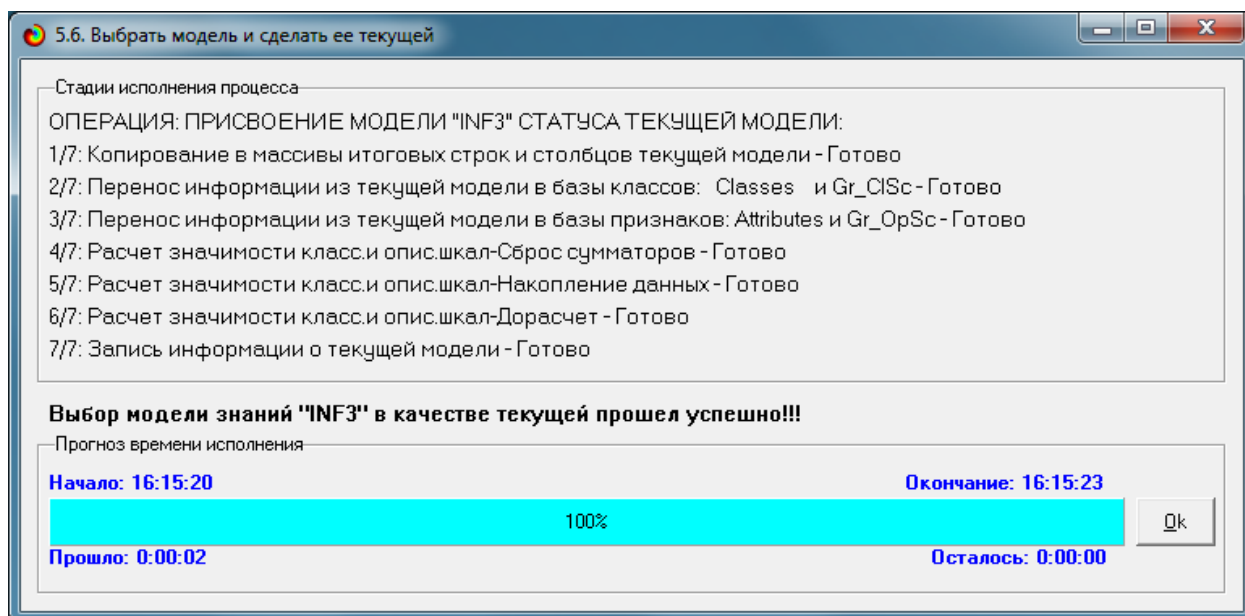 5.6. Выбрать модель и сделать ее текущей
Стадии исполнения процесса
ОПЕРАЦИЯ: ПРИСВОЕНИЕ МОДЕЛИ "INF3" СТАТУСА ТЕКУЩЕЙ МОДЕЛИ:
1/7: Копирование в массивы итоговых строк и столбцов текущей модели - Готово
2/7: Перенос информации из текущей модели в базы классов: Classes и Gr_ClSc - Готово
3/7: Перенос информации из текущей модели в базы признаков: Attributes и Gr_OpSc - Готово
4/7: Расчет значимости класс.и опис.шкал-Сброс сумматоров - Готово
5/7: Расчет значимости класс.и опис.шкал-Накопление данных - Готово
6/7: Расчет значимости класс.и опис.шкал-Дорасчет - Готово
7/7: Запись информации о текущей модели - Готово
Выбор модели знаний "INF3" в качестве текущей прошел успешно!!!
Прогноз времени исполнения
Начало: 16:15:20 Окончание: 16:15:23
100% Ok
Прошло: 0:00:02 Осталось: 0:00:00